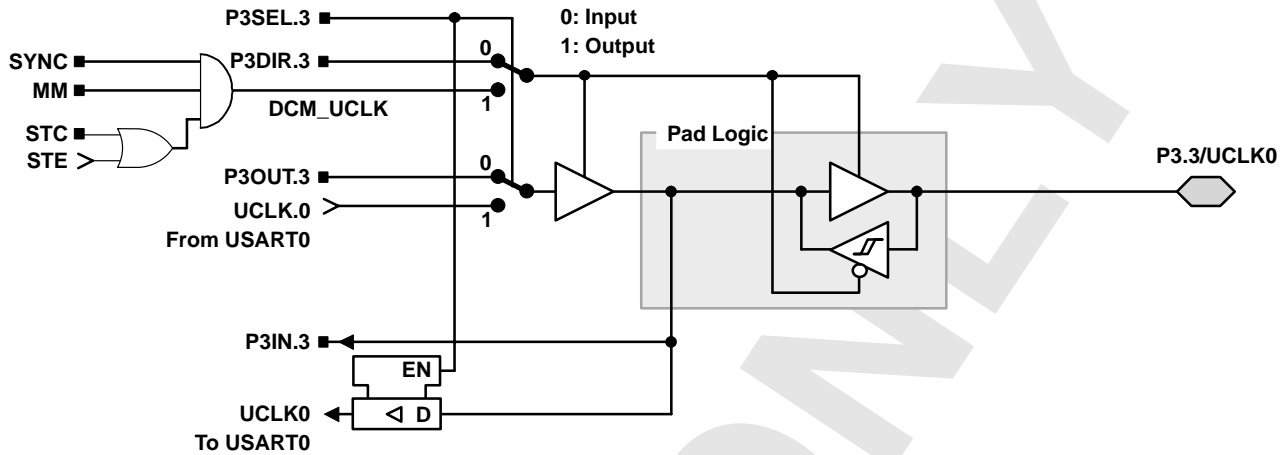 P3SEL.3
0: Input
1: Output
SYNC
P3DIR.3
0
MM
DCM_UCLK
1
STC
Pad Logic
STE
0
P3.3/UCLK0
P3OUT.3
UCLK.0
1
From USART0
P3IN.3
EN
UCLK0
D
To USART0